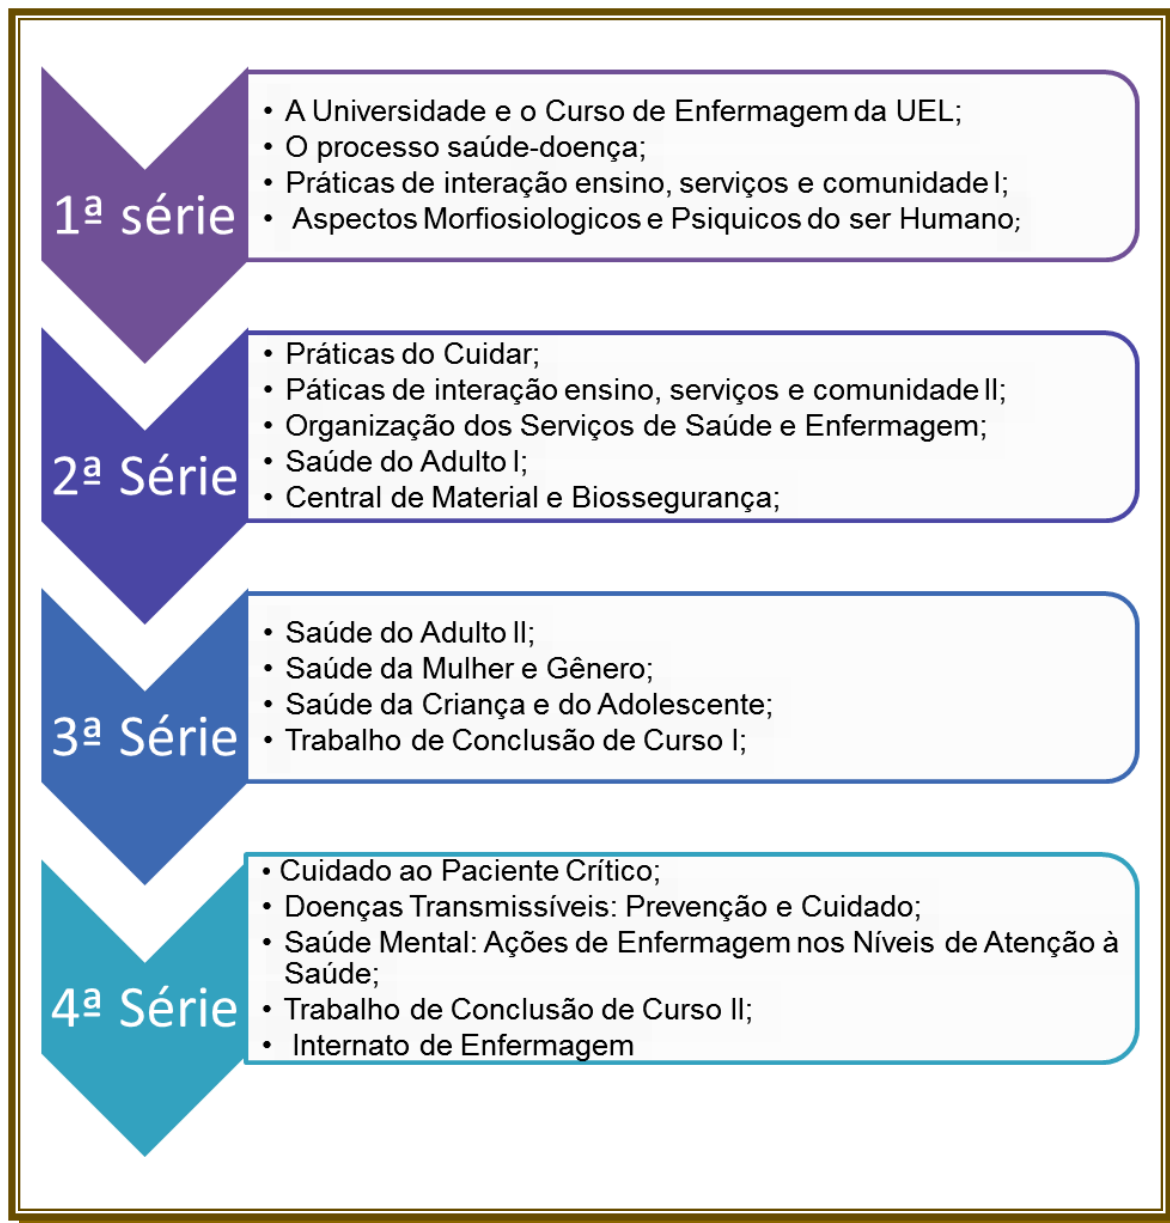 1ª série
• A Universidade e o Curso de Enfermagem da UEL;
• O processo saúde-doença;
• Práticas de interação ensino, serviços e comunidade I;
• Aspectos Morfiosiologicos e Psiquicos do ser Humano;
2ª Série
• Práticas do Cuidar;
• Páticas de interação ensino, serviços e comunidade II;
• Organização dos Serviços de Saúde e Enfermagem;
• Saúde do Adulto I;
• Central de Material e Biossegurança;
3ª Série
• Saúde do Adulto II;
• Saúde da Mulher e Gênero;
• Saúde da Criança e do Adolescente;
• Trabalho de Conclusão de Curso I;
4ª Série
• Cuidado ao Paciente Crítico;
• Doenças Transmissíveis: Prevenção e Cuidado;
• Saúde Mental: Ações de Enfermagem nos Níveis de Atenção à
Saúde;
• Trabalho de Conclusão de Curso II;
• Internato de Enfermagem